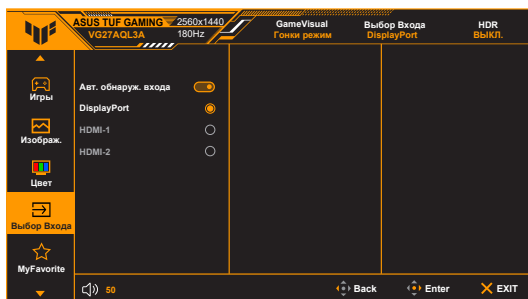 ASUS TUF GAMING 2560x1440
VG27AQL3A 180Hz
GameVisual Выбор Входа HDR
Гонки режим DisplayPort ВЫКЛ.
Игры
Изображ.
Цвет
Выбор Входа
MyFavorite
Авт. обнаруж. входа
DisplayPort
HDMI-1
HDMI-2
50 Back Enter EXIT